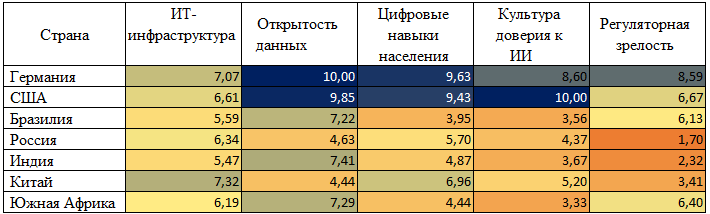 Страна ИТ-инфраструктура Открытость данных Цифровые навыки населения Культура доверия к ИИ Регуляторная зрелость
Германия 7,07 10,00 9,63 8,60 8,59
США 6,61 9,85 9,43 10,00 6,67
Бразилия 5,59 7,22 3,95 3,56 6,13
Россия 6,34 4,63 5,70 4,37 1,70
Индия 5,47 7,41 4,87 3,67 2,32
Китай 7,32 4,44 6,96 5,20 3,41
Южная Африка 6,19 7,29 4,44 3,33 6,40